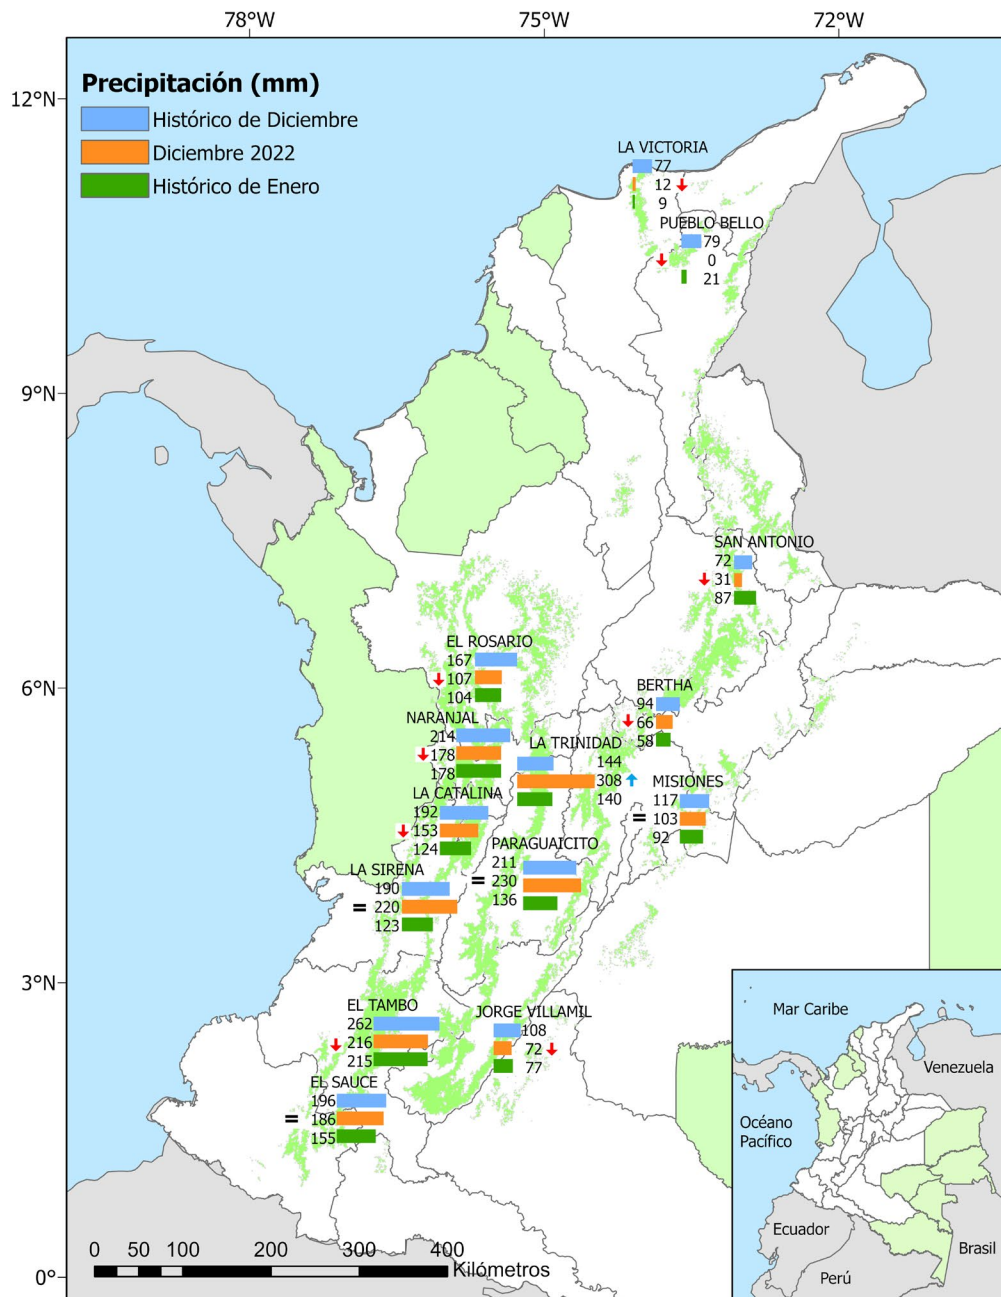 78°W 75°W 72°W
12°N
9°N
6°N
3°N
0°
Precipitación (mm)
Histórico de Diciembre
Diciembre 2022
Histórico de Enero
LA VICTORIA
77
12
9
PUEBLO BELLO
79
0
21
SAN ANTONIO
72
31
87
EL ROSARIO
167
107
104
BERTHA
94
66
58
NARANJAL
214
178
178
LA TRINIDAD
144
308
140
MISIONES
117
103
92
=
LA CATALINA
192
153
124
PARAGUAICITO
211
230
136
=
LA SIRENA
190
220
123
=
EL TAMBO
262
216
215
JORGE VILLAMIL
108
72
77
EL SAUCE
196
186
155
=
0 50 100 200 300 400
Kilómetros
Mar Caribe
Venezuela
Océano
Pacífico
Ecuador
Brasil
Perú